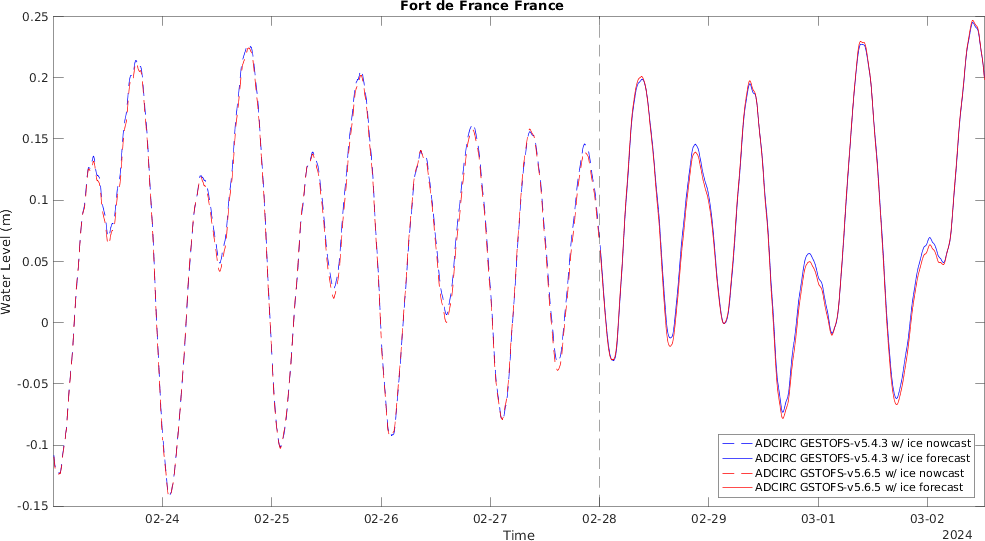 Fort de France France
0.25
0.2
0.15
0.1
0.05
0
-0.05
-0.1
-0.15
Water Level (m)
ADCIRC GESTOFS-v5.4.3 w/ ice nowcast
ADCIRC GESTOFS-v5.4.3 w/ ice forecast
ADCIRC GSTOFS-v5.6.5 w/ ice nowcast
ADCIRC GSTOFS-v5.6.5 w/ ice forecast
02-24 02-25 02-26 02-27 02-28 02-29 03-01 03-02
Time
2024